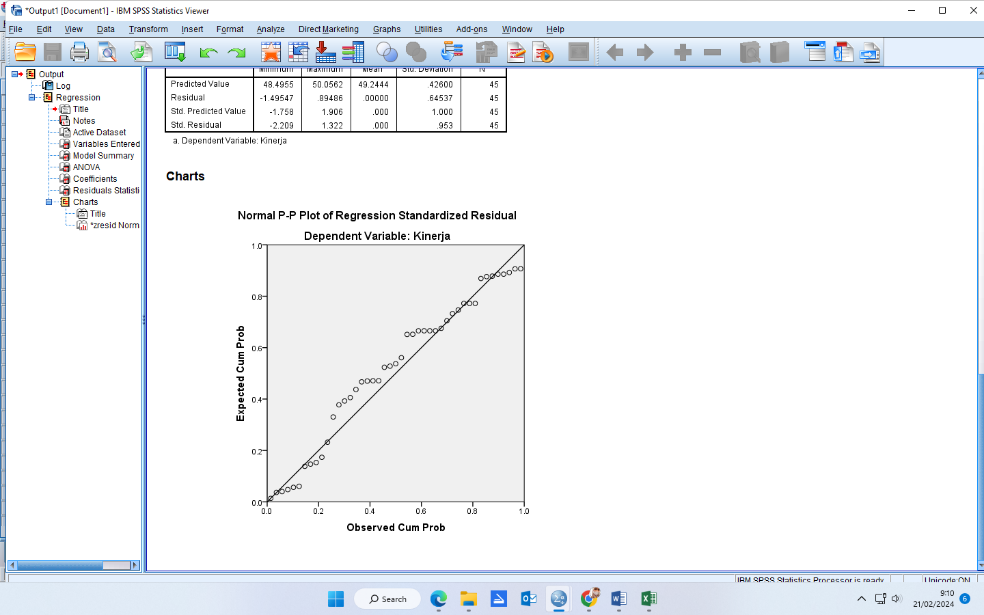 *Output1 [Document1] - IBM SPSS Statistics Viewer
File Edit View Data Transform Insert Format Analyze Direct Marketing Graphs Utilities Add-ons Window Help
Output
Log
Regression
Title
Notes
Active Dataset
Variables Entered
Model Summary
ANOVA
Coefficients
Residuals Statisti
Charts
Title
*zresid Norm
Minimum Maximum Mean Std. Deviation N
Predicted Value 48.4955 50.0562 49.2444 .42600 45
Residual -1.49547 .89486 .00000 .64537 45
Std. Predicted Value -1.758 1.906 .000 1.000 45
Std. Residual -2.209 1.322 .000 .953 45
a. Dependent Variable: Kinerja
Charts
Normal P-P Plot of Regression Standardized Residual
Dependent Variable: Kinerja
Expected Cum Prob
1.0
0.8
0.6
0.4
0.2
0.0
0.0 0.2 0.4 0.6 0.8 1.0
Observed Cum Prob
IBM SPSS Statistics Processor is ready Unicode:ON
Search
9:10
21/02/2024
6